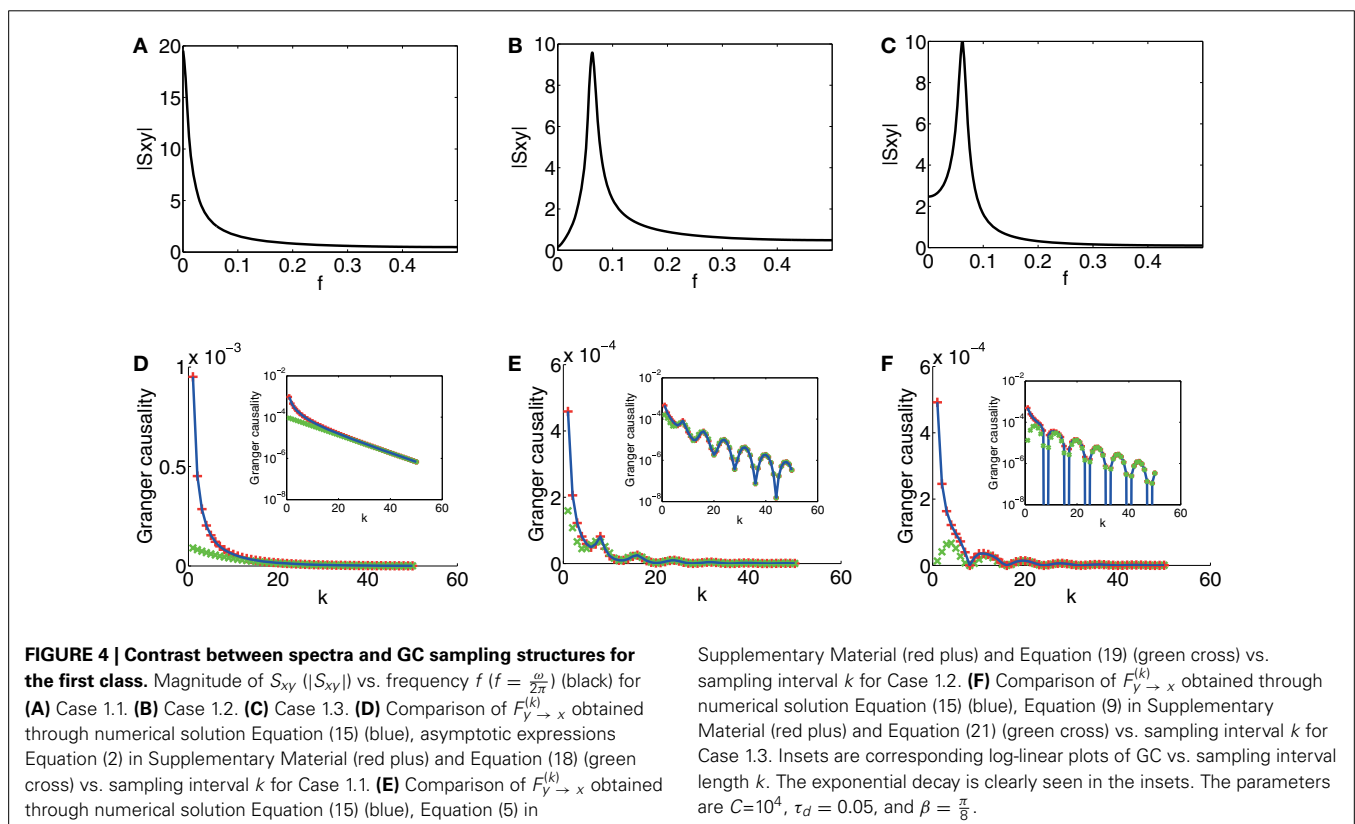 A
20
15
10
5
0
|Sxy|
0
0.1
0.2
0.3
0.4
f
B
10
8
6
4
2
0
|Sxy|
0
0.1
0.2
0.3
0.4
f
C
10
8
6
4
2
0
|Sxy|
0
0.1
0.2
0.3
0.4
f
D
x 10⁻³
1
0.5
0
Granger causality
0
20
40
60
k
10⁻²
10⁻⁴
10⁻⁶
10⁻⁸
Granger causality
0
20
40
60
k
E
x 10⁻⁴
6
4
2
0
Granger causality
0
20
40
60
k
10⁻²
10⁻⁴
10⁻⁶
10⁻⁸
Granger causality
0
20
40
60
k
F
x 10⁻⁴
6
4
2
0
Granger causality
0
20
40
60
k
10⁻²
10⁻⁴
10⁻⁶
10⁻⁸
Granger causality
0
20
40
60
k
FIGURE 4 | Contrast between spectra and GC sampling structures for
the first class. Magnitude of Sxy (|Sxy|) vs. frequency f (f = ω/2π) (black) for
(A) Case 1.1. (B) Case 1.2. (C) Case 1.3. (D) Comparison of F^(k)_y → x obtained
through numerical solution Equation (15) (blue), asymptotic expressions
Equation (2) in Supplementary Material (red plus) and Equation (18) (green
cross) vs. sampling interval k for Case 1.1. (E) Comparison of F^(k)_y → x obtained
through numerical solution Equation (15) (blue), Equation (5) in
Supplementary Material (red plus) and Equation (19) (green cross) vs.
sampling interval k for Case 1.2. (F) Comparison of F^(k)_y → x obtained through
numerical solution Equation (15) (blue), Equation (9) in Supplementary
Material (red plus) and Equation (21) (green cross) vs. sampling interval k for
Case 1.3. Insets are corresponding log-linear plots of GC vs. sampling interval
length k. The exponential decay is clearly seen in the insets. The parameters
are C=10⁴, τd = 0.05, and β = π/8.